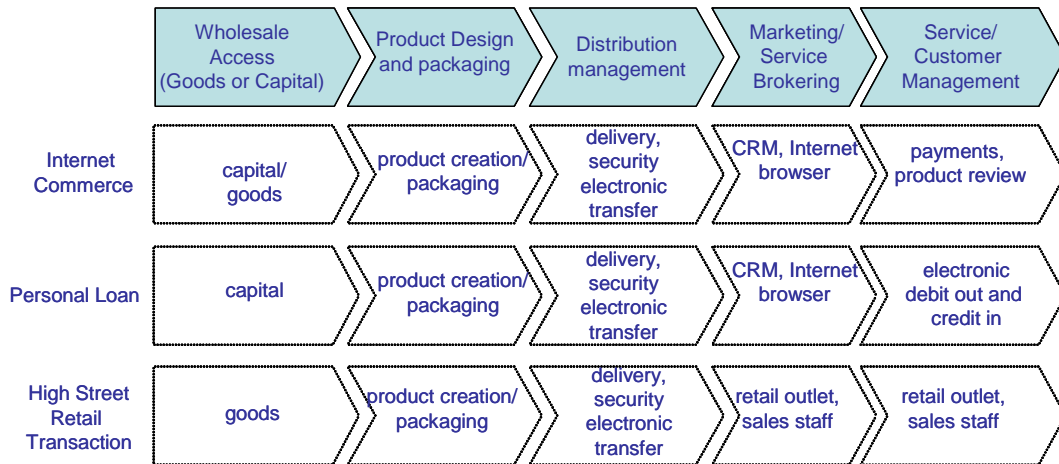 Wholesale
Access
(Goods or Capital)
Product Design
and packaging
Distribution
management
Marketing/
Service
Brokering
Service/
Customer
Management
Internet
Commerce
capital/
goods
product creation/
packaging
delivery,
security
electronic
transfer
CRM, Internet
browser
payments,
product review
Personal Loan
capital
product creation/
packaging
delivery,
security
electronic
transfer
CRM, Internet
browser
electronic
debit out and
credit in
High Street
Retail
Transaction
goods
product creation/
packaging
delivery,
security
electronic
transfer
retail outlet,
sales staff
retail outlet,
sales staff